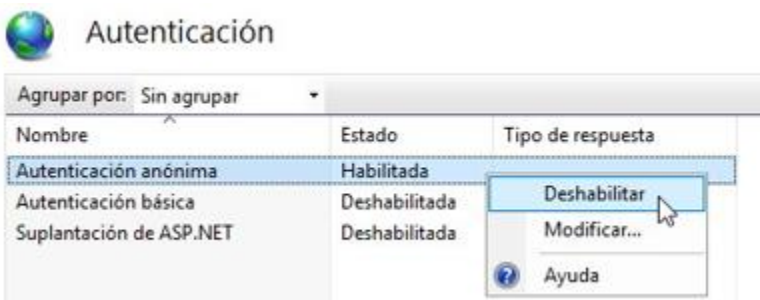 Autenticación
Agrupar por: Sin agrupar
Nombre Estado Tipo de respuesta
Autenticación anónima Habilitada
Autenticación básica Deshabilitada
Suplantación de ASP.NET Deshabilitada
Deshabilitar
Modificar...
Ayuda